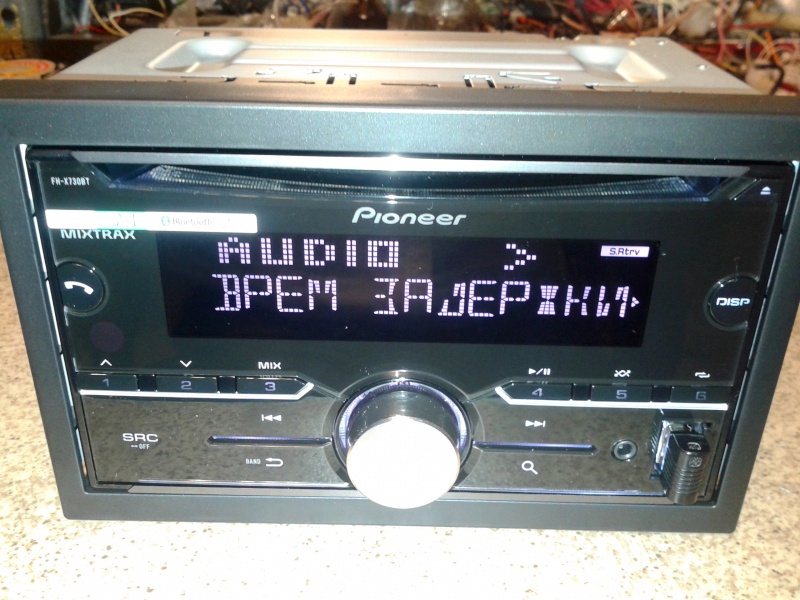 FH-X730BT
Pioneer
Bluetooth
MIXTRAX
AUDIO >
S.Rtrv
ВРЕМ ЗАДЕРЖКИ
DISP
MIX
1 2 3
4 5 6
SRC
OFF
BAND